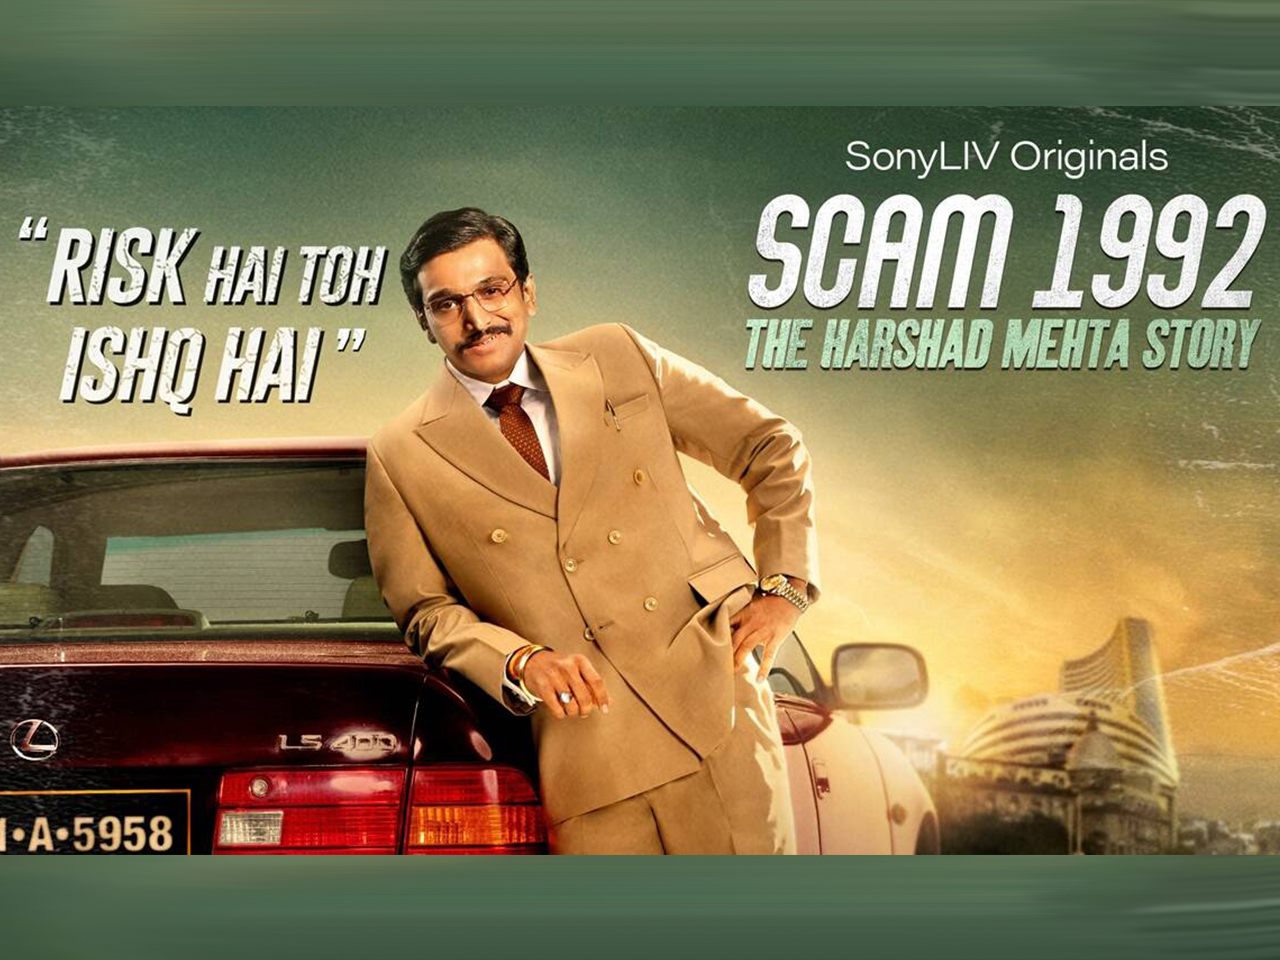 "RISK HAI TOH
ISHQ HAI"
SonyLIV Originals
SCAM 1992
THE HARSHAD MEHTA STORY
LS 400
A•5958